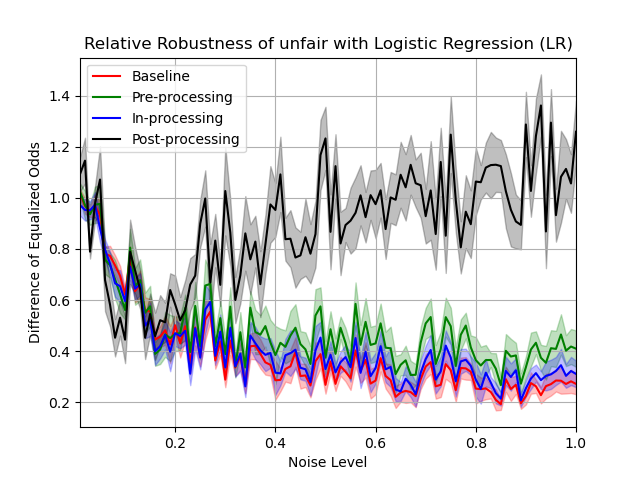 Relative Robustness of unfair with Logistic Regression (LR)
Baseline
Pre-processing
In-processing
Post-processing
Difference of Equalized Odds
1.4
1.2
1.0
0.8
0.6
0.4
0.2
0.2 0.4 0.6 0.8 1.0
Noise Level